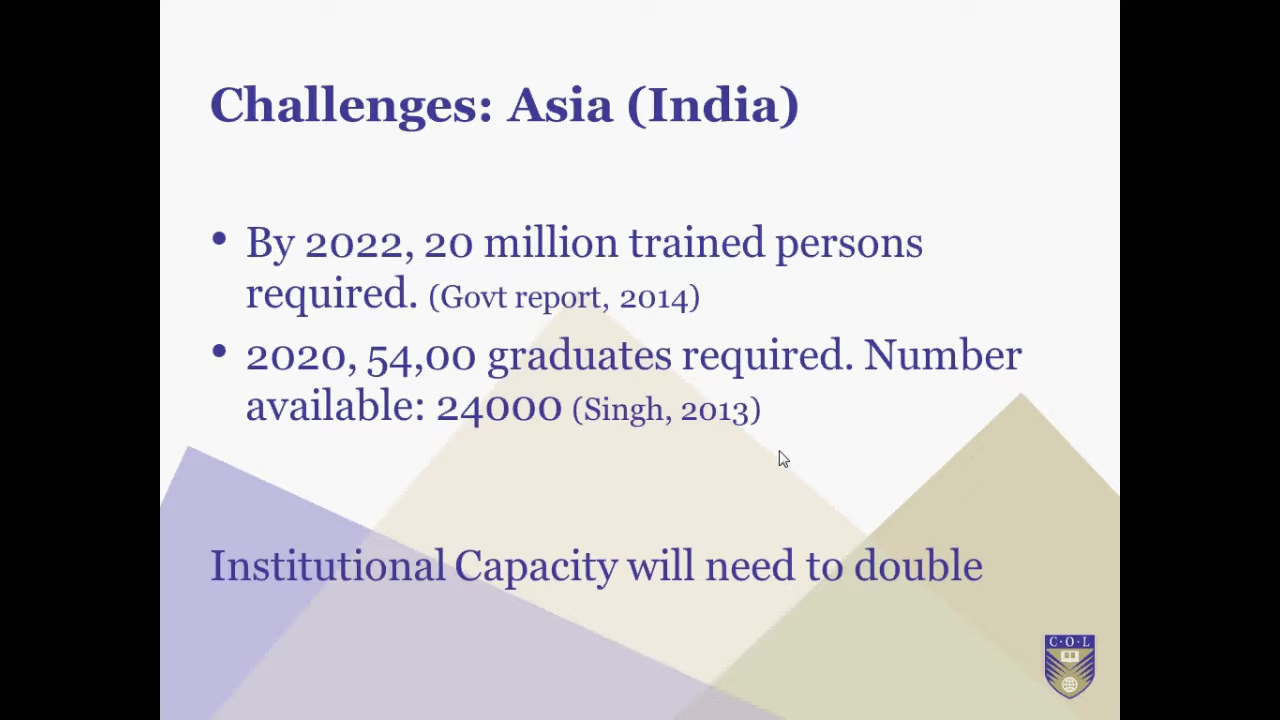 Challenges: Asia (India)
• By 2022, 20 million trained persons
required. (Govt report, 2014)
• 2020, 54,00 graduates required. Number
available: 24000 (Singh, 2013)
Institutional Capacity will need to double
C·O·L